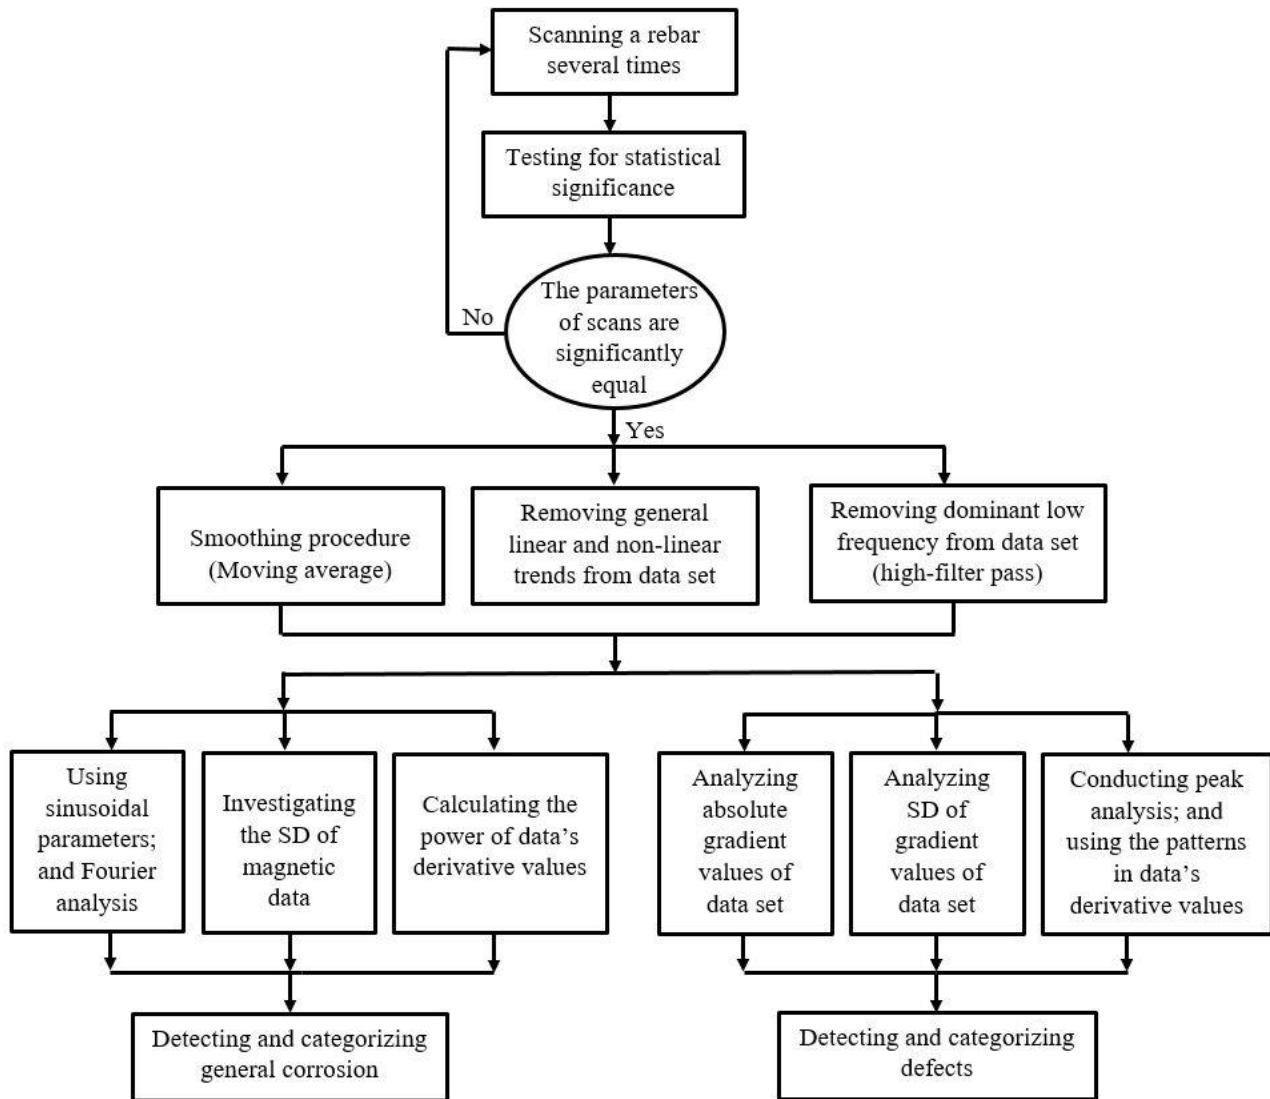 Scanning a rebar
several times
Testing for statistical
significance
The parameters
of scans are
significantly
equal
No
Yes
Smoothing procedure
(Moving average)
Removing general
linear and non-linear
trends from data set
Removing dominant low
frequency from data set
(high-filter pass)
Using
sinusoidal
parameters;
and Fourier
analysis
Investigating
the SD of
magnetic
data
Calculating the
power of data’s
derivative values
Analyzing
absolute
gradient
values of
data set
Analyzing
SD of
gradient
values of
data set
Conducting peak
analysis; and
using the patterns
in data’s
derivative values
Detecting and categorizing
general corrosion
Detecting and categorizing
defects